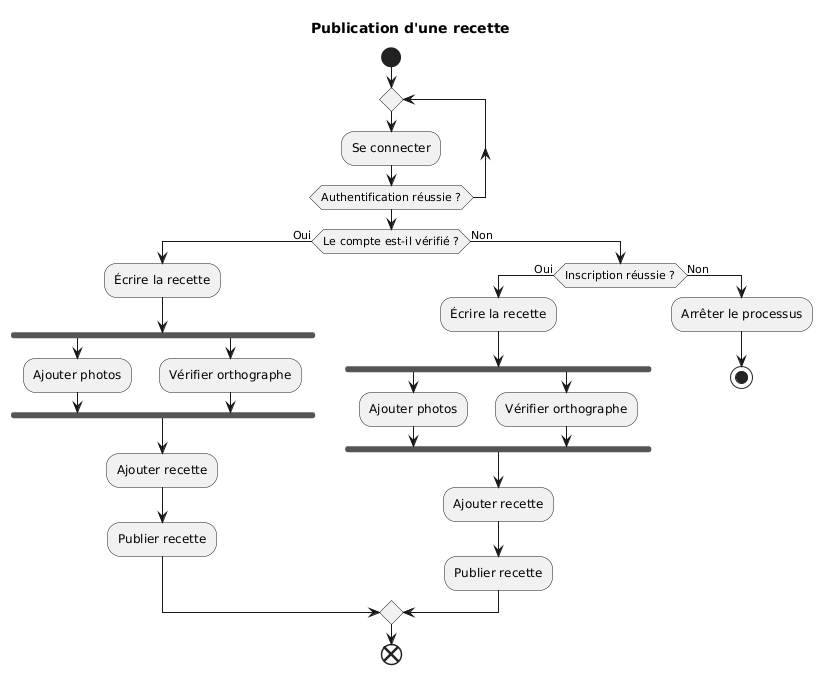 Publication d'une recette
Se connecter
Authentification réussie ?
Oui
Le compte est-il vérifié ?
Non
Écrire la recette
Oui
Inscription réussie ?
Non
Écrire la recette
Arrêter le processus
Ajouter photos
Vérifier orthographe
Ajouter photos
Vérifier orthographe
Ajouter recette
Ajouter recette
Publier recette
Publier recette